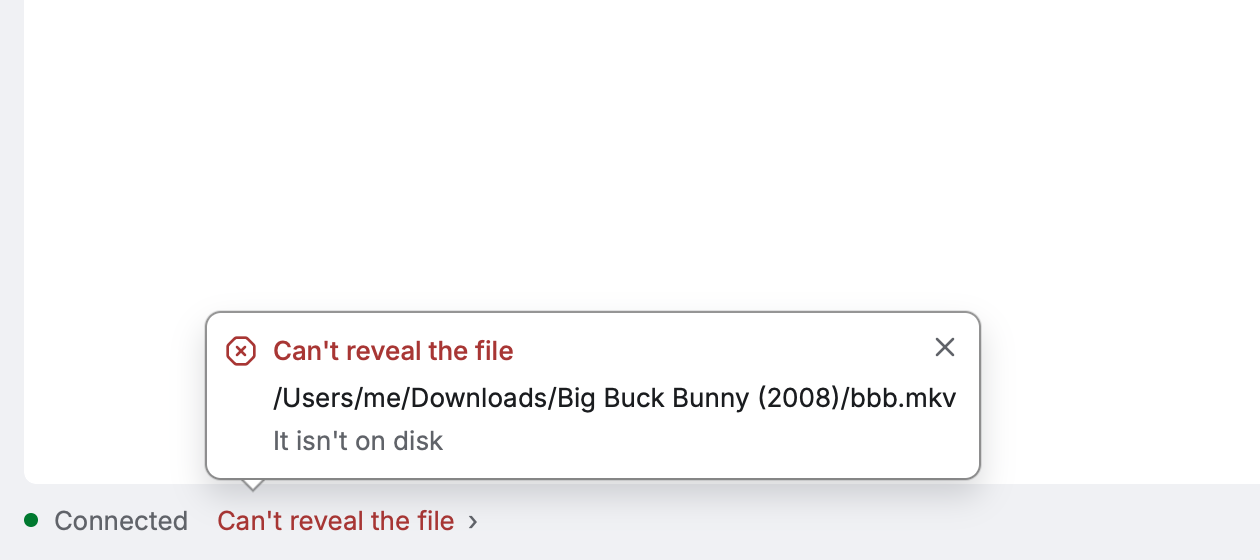 Can't reveal the file
/Users/me/Downloads/Big Buck Bunny (2008)/bbb.mkv
It isn't on disk
Connected Can't reveal the file ›